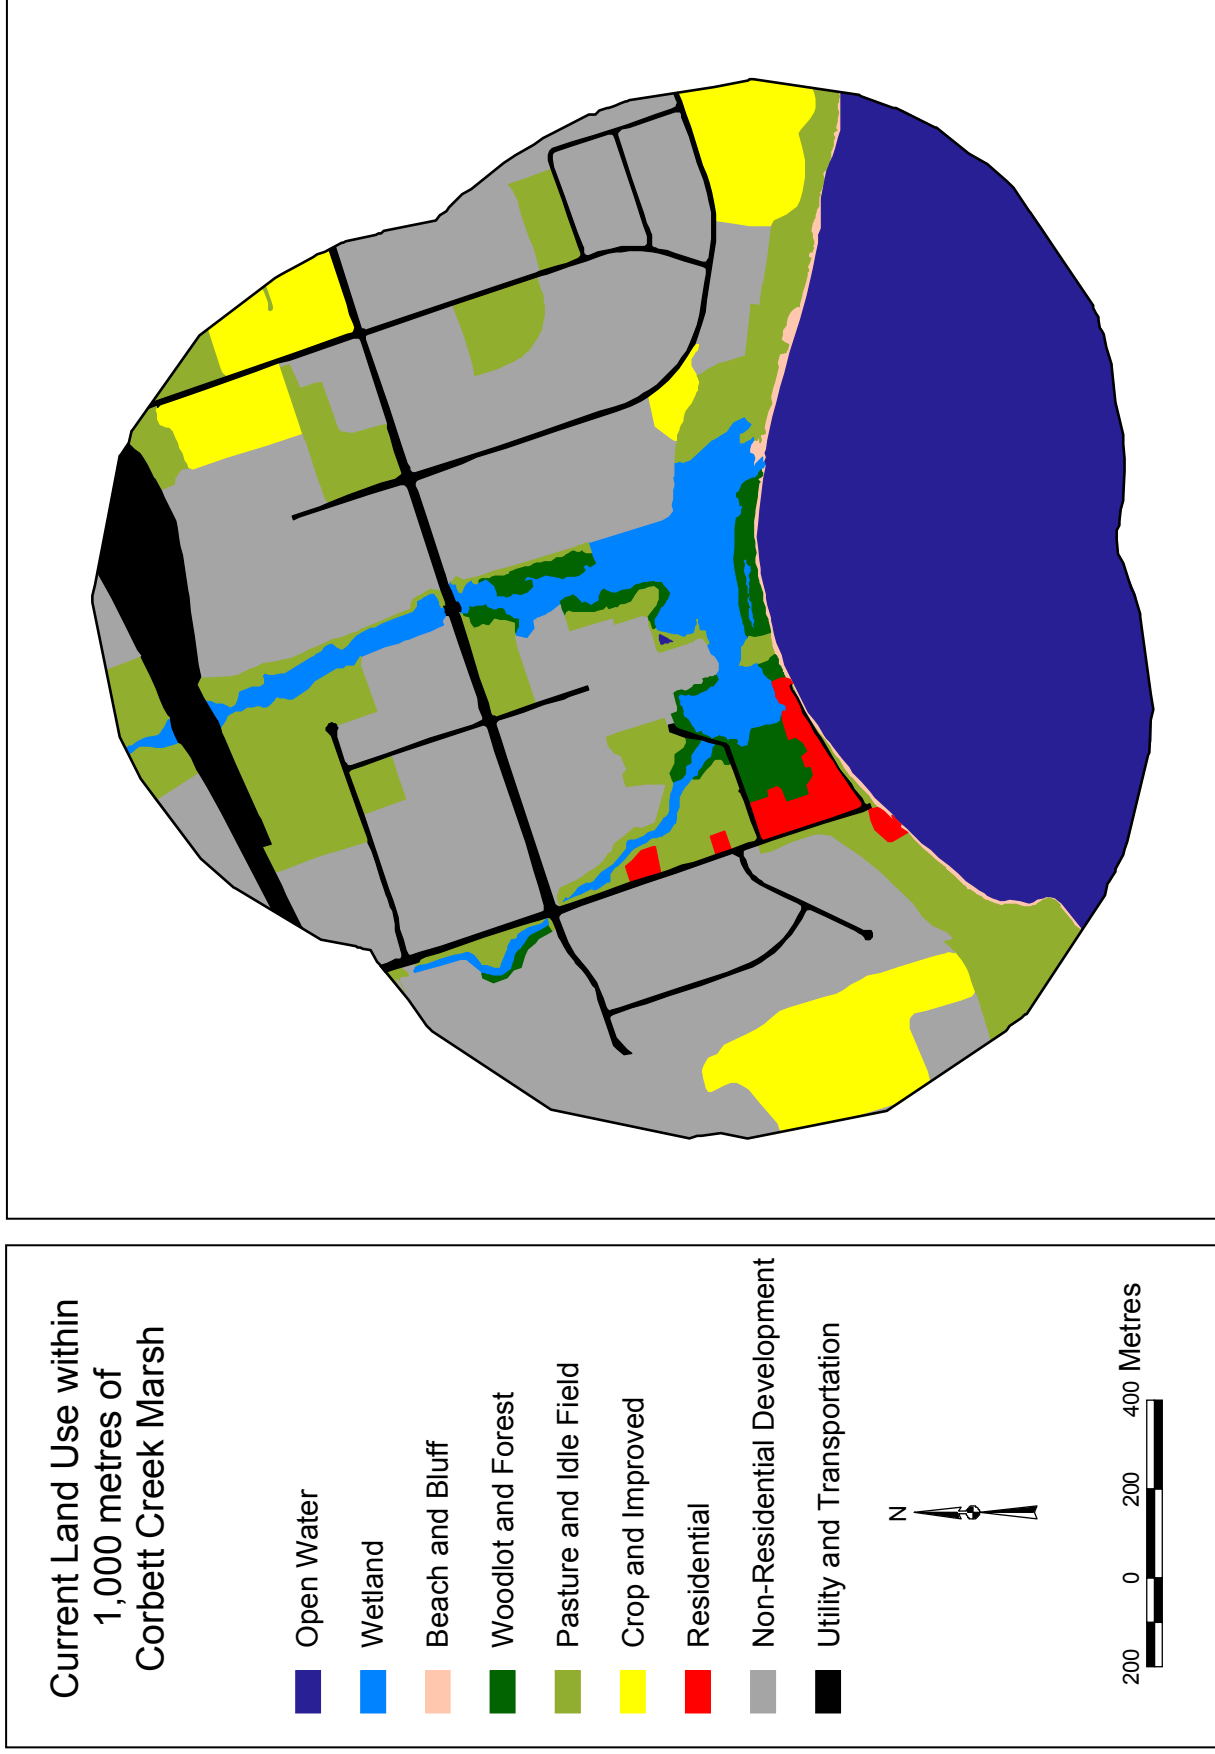 Current Land Use within
1,000 metres of
Corbett Creek Marsh
Open Water
Wetland
Beach and Bluff
Woodlot and Forest
Pasture and Idle Field
Crop and Improved
Residential
Non-Residential Development
Utility and Transportation
N
200 0 200 400 Metres